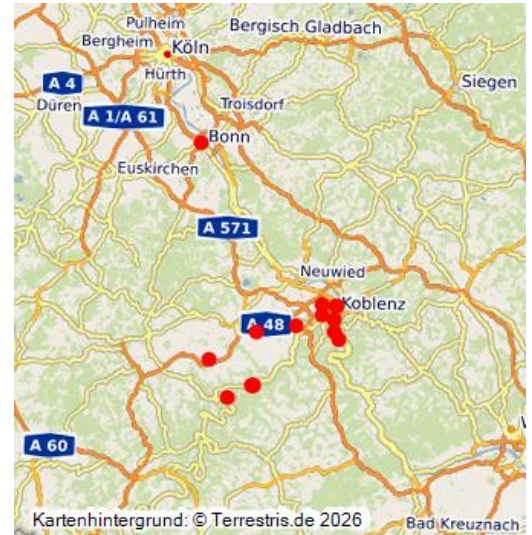 Pulheim
Bergisch Gladbach
Bergheim
Köln
Hürth
Siegen
A 4
Düren
Troisdorf
A 1/A 61
Bonn
Euskirchen
A 571
Neuwied
Koblenz
A 48
A 60
W
Kartenhintergrund: © Terrestris.de 2026
Bad Kreuznach